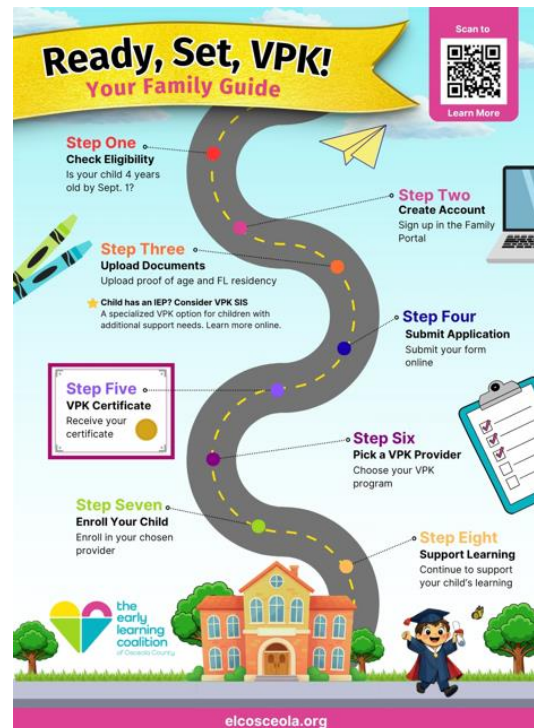 Ready, Set, VPK!
Your Family Guide
Scan to
Learn More
Step One
Check Eligibility
Is your child 4 years
old by Sept. 1?
Step Two
Create Account
Sign up in the Family
Portal
Step Three
Upload Documents
Upload proof of age and FL residency
Child has an IEP? Consider VPK SIS
A specialized VPK option for children with
additional support needs. Learn more online.
Step Four
Submit Application
Submit your form
online
Step Five
VPK Certificate
Receive your
certificate
Step Six
Pick a VPK Provider
Choose your VPK
program
Step Seven
Enroll Your Child
Enroll in your chosen
provider
Step Eight
Support Learning
Continue to support
your child's learning
the
early
learning
coalition
of Osceola County
elcosceola.org